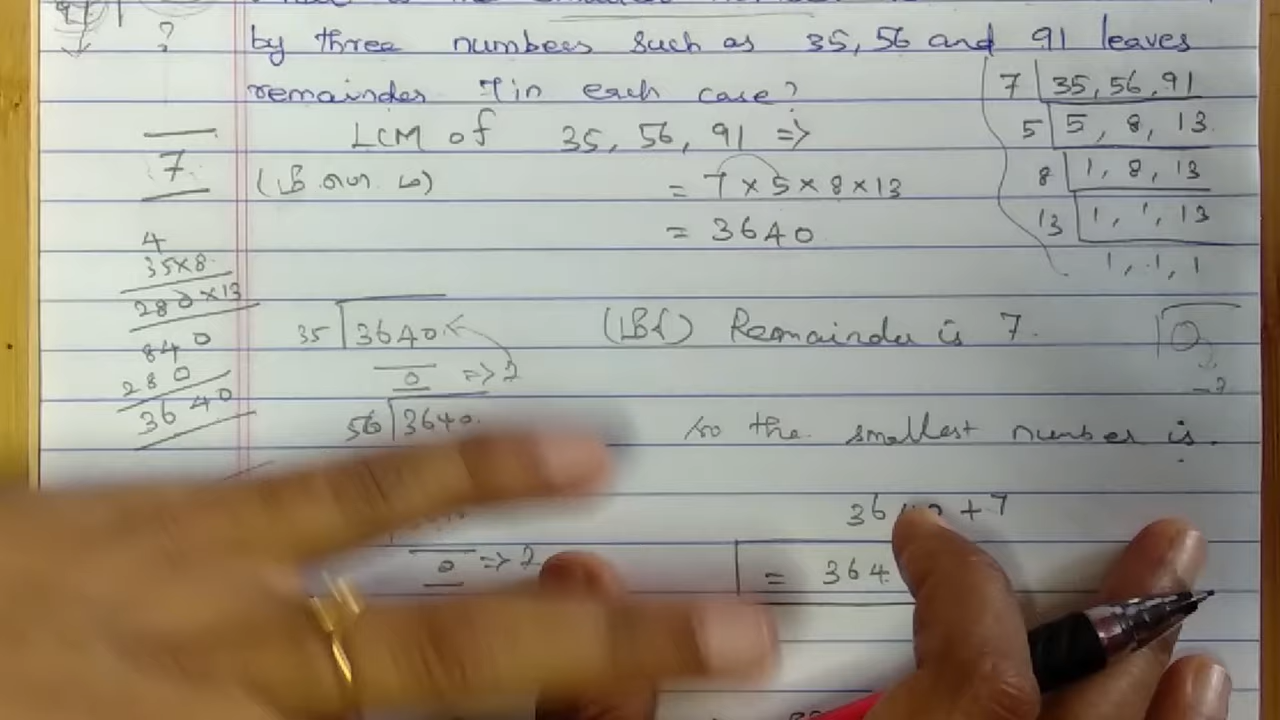 by three numbers such as 35, 56 and 91 leaves
remainder 7 in each case?
LCM of 35, 56, 91 =>
= 7 × 5 × 8 × 13
= 3640
7 | 35, 56, 91
5 | 5, 8, 13
8 | 1, 8, 13
13 | 1, 1, 13
1, 1, 1
?
7
4
35×8
280×13
840
280
3640
35 | 3640
0 => 7
56 | 3640
0 => 7
(மீதி) Remainder is 7.
0
so the smallest number is.
+ 7
= 364